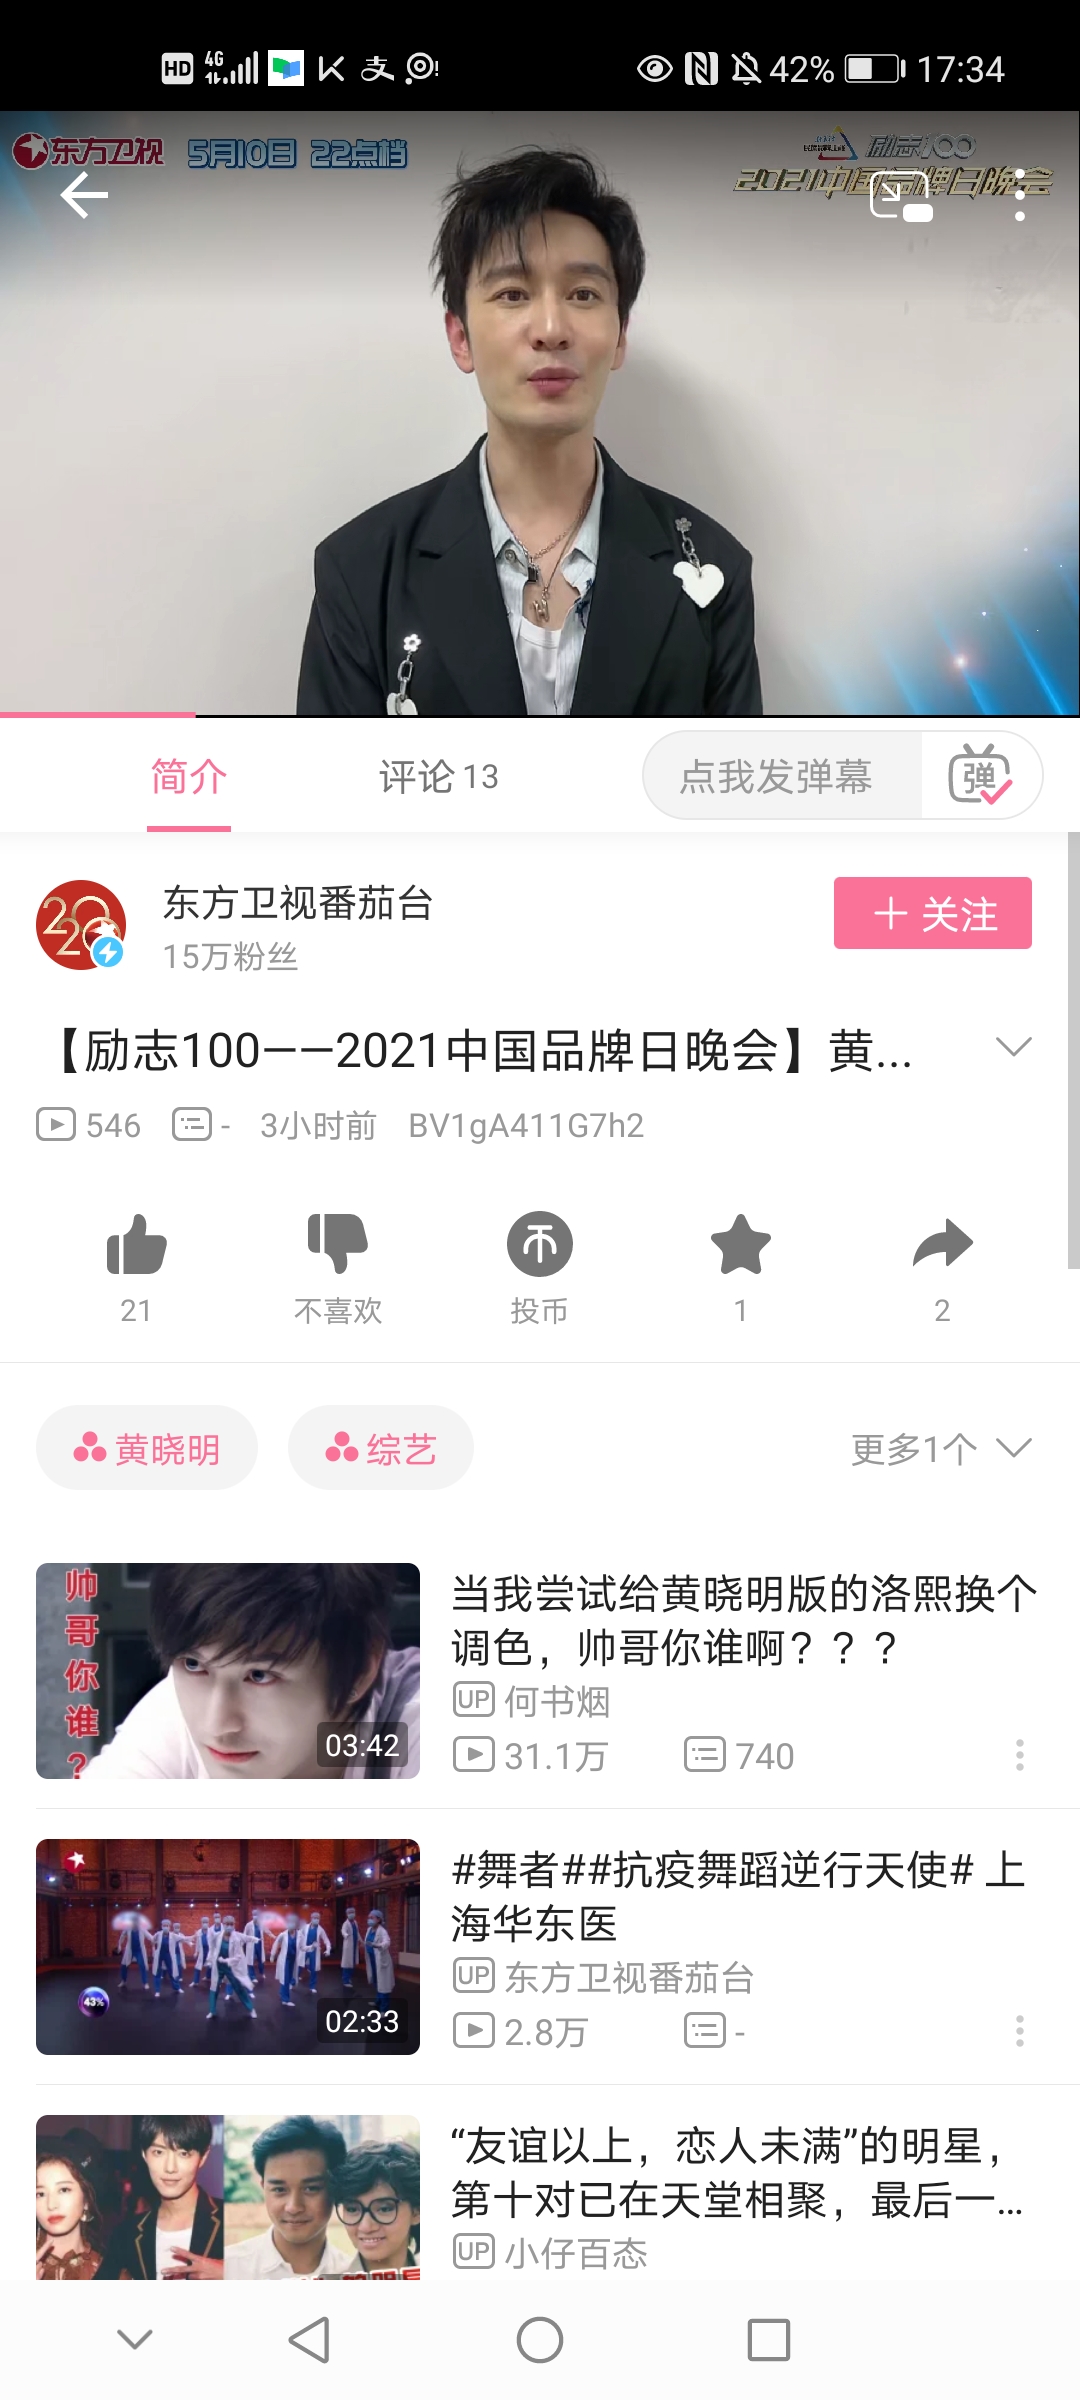 HD 4G 支 42% 17:34
东方卫视 5月10日 22点档
励志100
2021中国品牌日晚会
简介 评论13 点我发弹幕 弹
东方卫视番茄台
15万粉丝
+ 关注
【励志100——2021中国品牌日晚会】黄...
546 - 3小时前 BV1gA411G7h2
21 不喜欢 投币 1 2
黄晓明 综艺 更多1个
帅哥你谁?
03:42
当我尝试给黄晓明版的洛熙换个
调色，帅哥你谁啊？？？
UP 何书烟
31.1万 740
43%
02:33
#舞者##抗疫舞蹈逆行天使# 上
海华东医
UP 东方卫视番茄台
2.8万 -
“友谊以上，恋人未满”的明星，
第十对已在天堂相聚，最后一...
UP 小仔百态